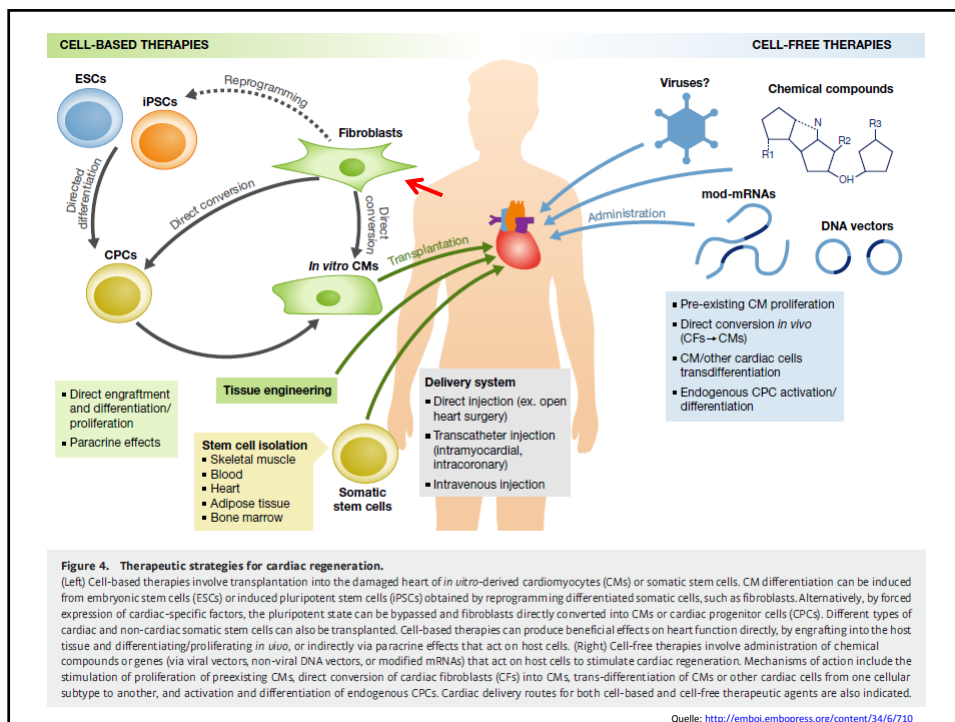 CELL-BASED THERAPIES
CELL-FREE THERAPIES
ESCs
iPSCs
Reprogramming
Fibroblasts
Directed
differentiation
Direct conversion
Direct
conversion
CPCs
In vitro CMs
Transplantation
Viruses?
Chemical compounds
N
R3
R2
R1
OH
mod-mRNAs
Administration
DNA vectors
▪ Pre-existing CM proliferation
▪ Direct conversion in vivo
(CFs→CMs)
▪ CM/other cardiac cells
transdifferentiation
▪ Endogenous CPC activation/
differentiation
▪ Direct engraftment
and differentiation/
proliferation
▪ Paracrine effects
Tissue engineering
Stem cell isolation
▪ Skeletal muscle
▪ Blood
▪ Heart
▪ Adipose tissue
▪ Bone marrow
Somatic
stem cells
Delivery system
▪ Direct injection (ex. open
heart surgery)
▪ Transcatheter injection
(intramyocardial,
intracoronary)
▪ Intravenous injection
Figure 4. Therapeutic strategies for cardiac regeneration.
(Left) Cell-based therapies involve transplantation into the damaged heart of in vitro-derived cardiomyocytes (CMs) or somatic stem cells. CM differentiation can be induced
from embryonic stem cells (ESCs) or induced pluripotent stem cells (iPSCs) obtained by reprogramming differentiated somatic cells, such as fibroblasts. Alternatively, by forced
expression of cardiac-specific factors, the pluripotent state can be bypassed and fibroblasts directly converted into CMs or cardiac progenitor cells (CPCs). Different types of
cardiac and non-cardiac somatic stem cells can also be transplanted. Cell-based therapies can produce beneficial effects on heart function directly, by engrafting into the host
tissue and differentiating/proliferating in vivo, or indirectly via paracrine effects that act on host cells. (Right) Cell-free therapies involve administration of chemical
compounds or genes (via viral vectors, non-viral DNA vectors, or modified mRNAs) that act on host cells to stimulate cardiac regeneration. Mechanisms of action include the
stimulation of proliferation of preexisting CMs, direct conversion of cardiac fibroblasts (CFs) into CMs, trans-differentiation of CMs or other cardiac cells from one cellular
subtype to another, and activation and differentiation of endogenous CPCs. Cardiac delivery routes for both cell-based and cell-free therapeutic agents are also indicated.
Quelle: http://emboj.embopress.org/content/34/6/710